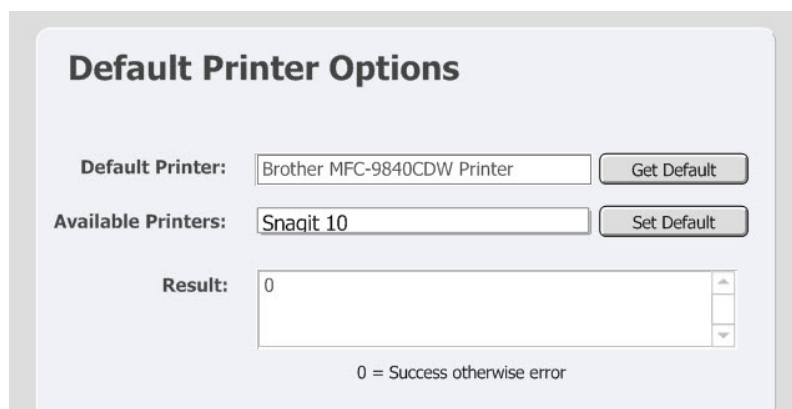 Default Printer Options
Default Printer: Brother MFC-9840CDW Printer Get Default
Available Printers: Snagit 10 Set Default
Result: 0
0 = Success otherwise error